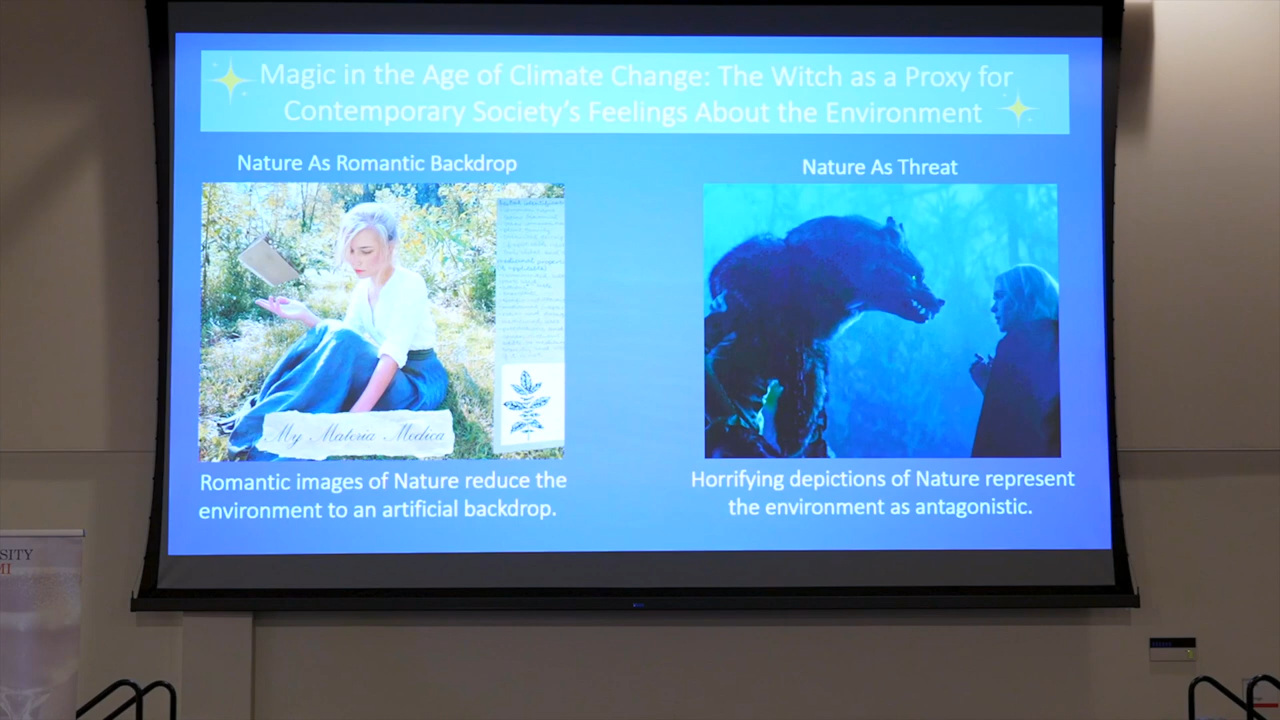 Magic in the Age of Climate Change: The Witch as a Proxy for
Contemporary Society's Feelings About the Environment
Nature As Romantic Backdrop
My Materia Medica
Romantic images of Nature reduce the
environment to an artificial backdrop.
Nature As Threat
Horrifying depictions of Nature represent
the environment as antagonistic.
SITY
MI